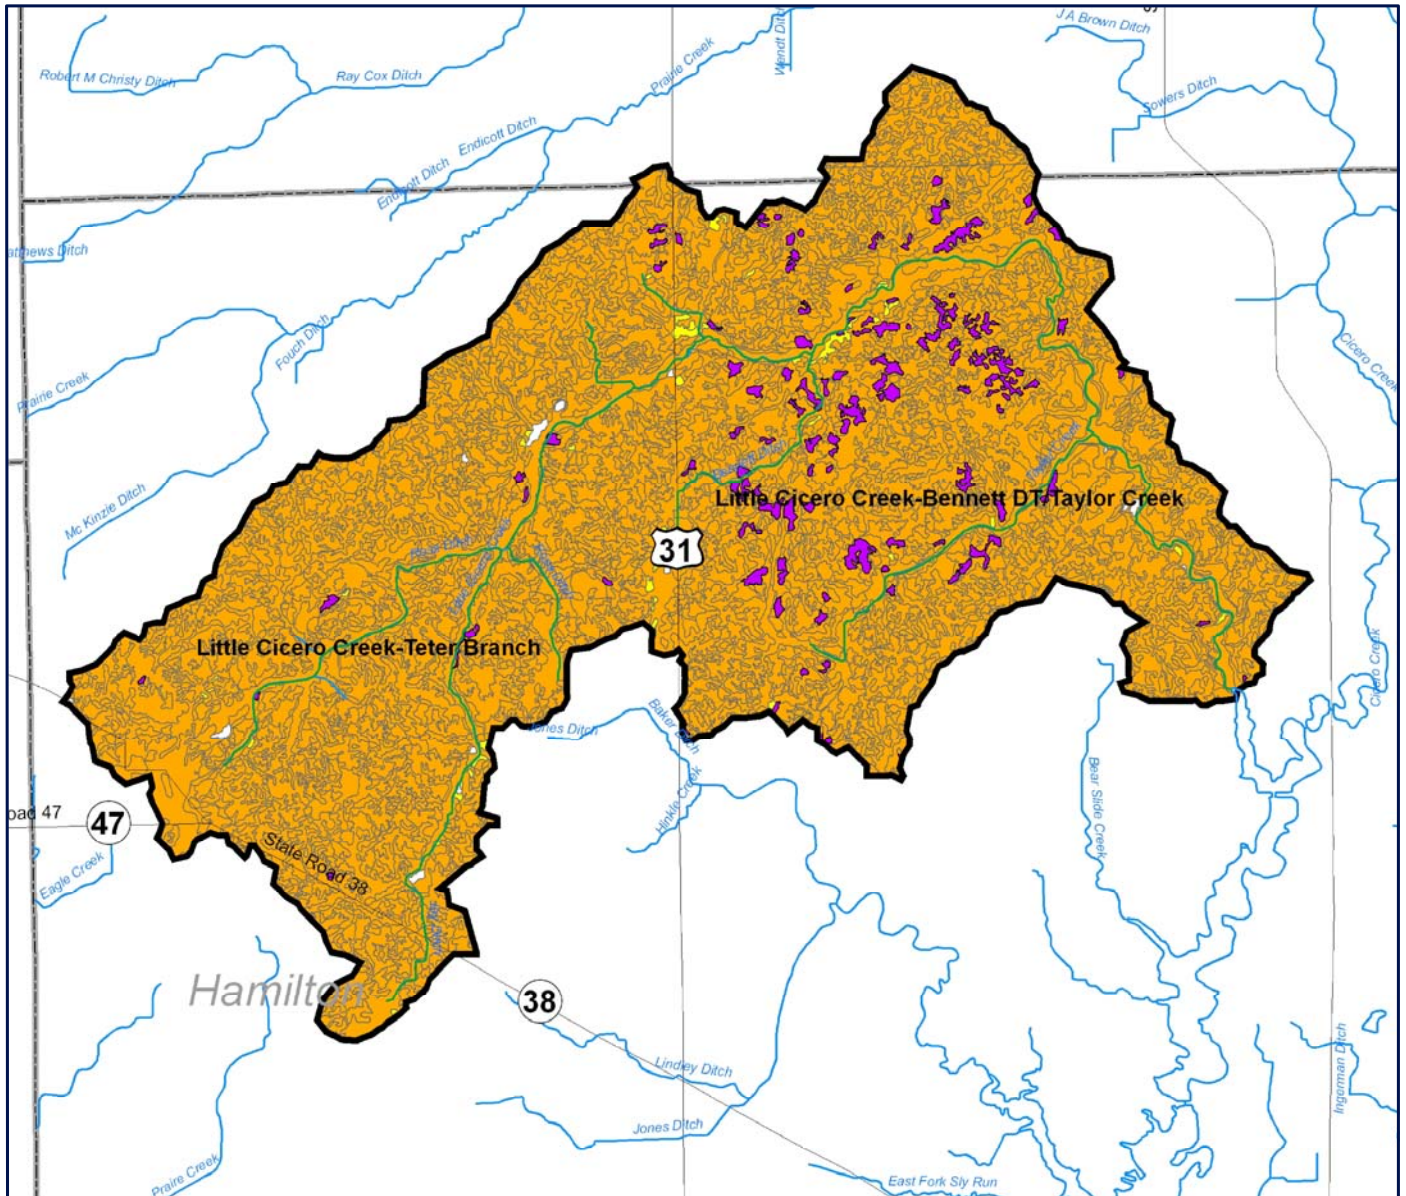 J A Brown Ditch
Wendt Ditch
Prairie Creek
Robert M Christy Ditch
Ray Cox Ditch
Sowers Ditch
Endicott Ditch
Endicott Ditch
Fouch Ditch
Cicero Creek
Prairie Creek
Mc Kinzie Ditch
Little Cicero Creek-Bennett DT-Taylor Creek
31
Little Cicero Creek-Teter Branch
Cicero Creek
Jones Ditch
Baker Ditch
Hinkle Creek
Bear Slide Creek
oad 47
47
State Road 38
Eagle Creek
Hamilton
38
Lindley Ditch
Ingerman Ditch
Jones Ditch
Prairie Creek
East Fork Sly Run